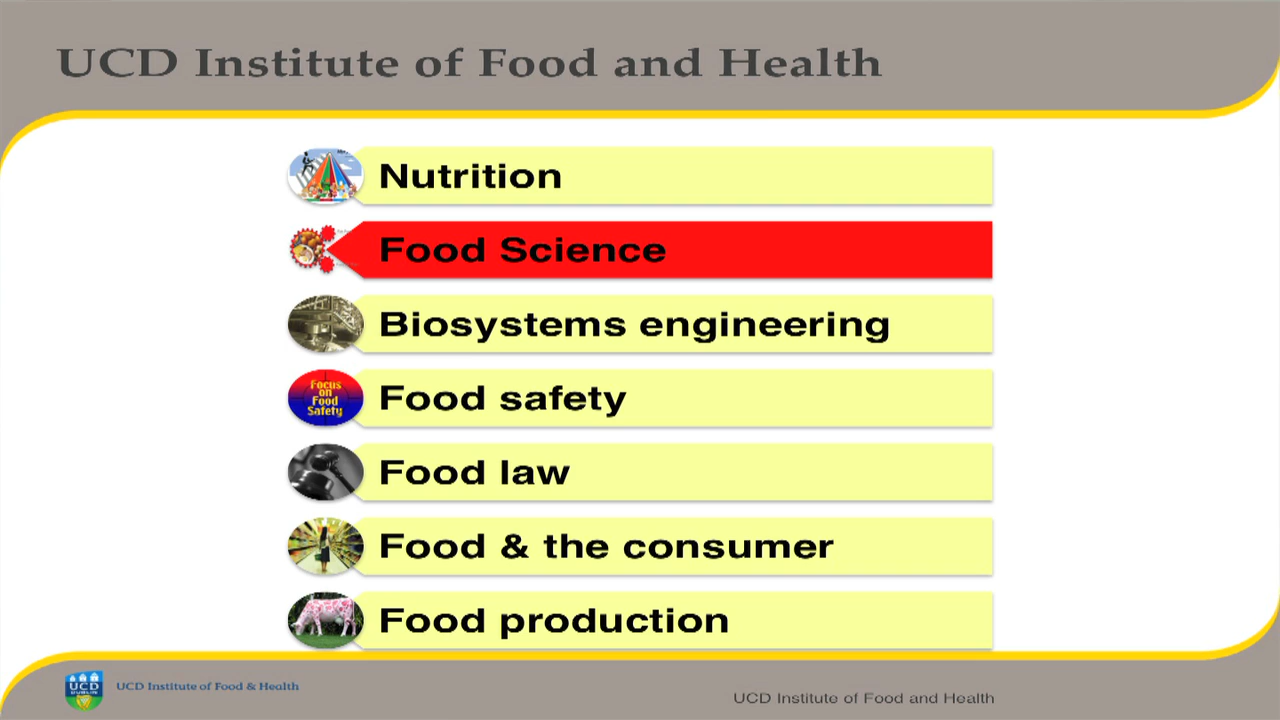 UCD Institute of Food and Health
Nutrition
Food Science
Biosystems engineering
Focus
on
Food
Safety
Food safety
Food law
Food & the consumer
Food production
UCD
DUBLIN
UCD Institute of Food & Health
UCD Institute of Food and Health